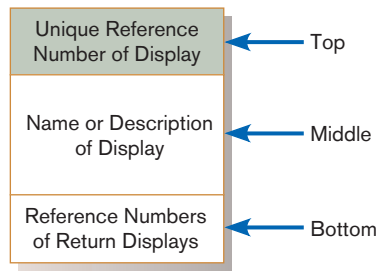 Unique Reference
Number of Display
Top
Name or Description
of Display
Middle
Reference Numbers
of Return Displays
Bottom